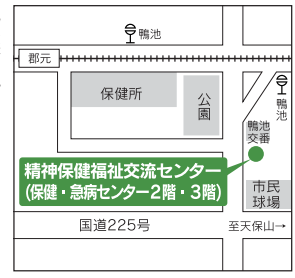 鴨池
郡元
保健所
公園
鴨池
鴨池
交番
精神保健福祉交流センター
(保健・急病センター2階・3階)
市民
球場
国道225号
至天保山→